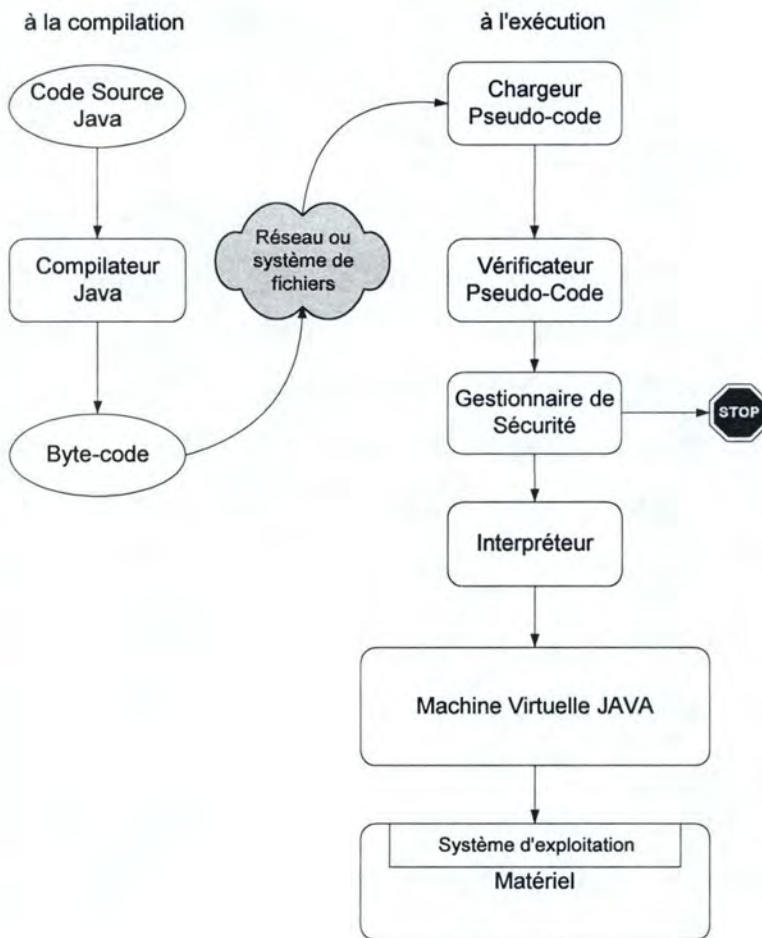 à la compilation
à l'exécution
Code Source
Java
Compilateur
Java
Byte-code
Réseau ou
système de
fichiers
Chargeur
Pseudo-code
Vérificateur
Pseudo-Code
Gestionnaire de
Sécurité
STOP
Interpréteur
Machine Virtuelle JAVA
Système d'exploitation
Matériel